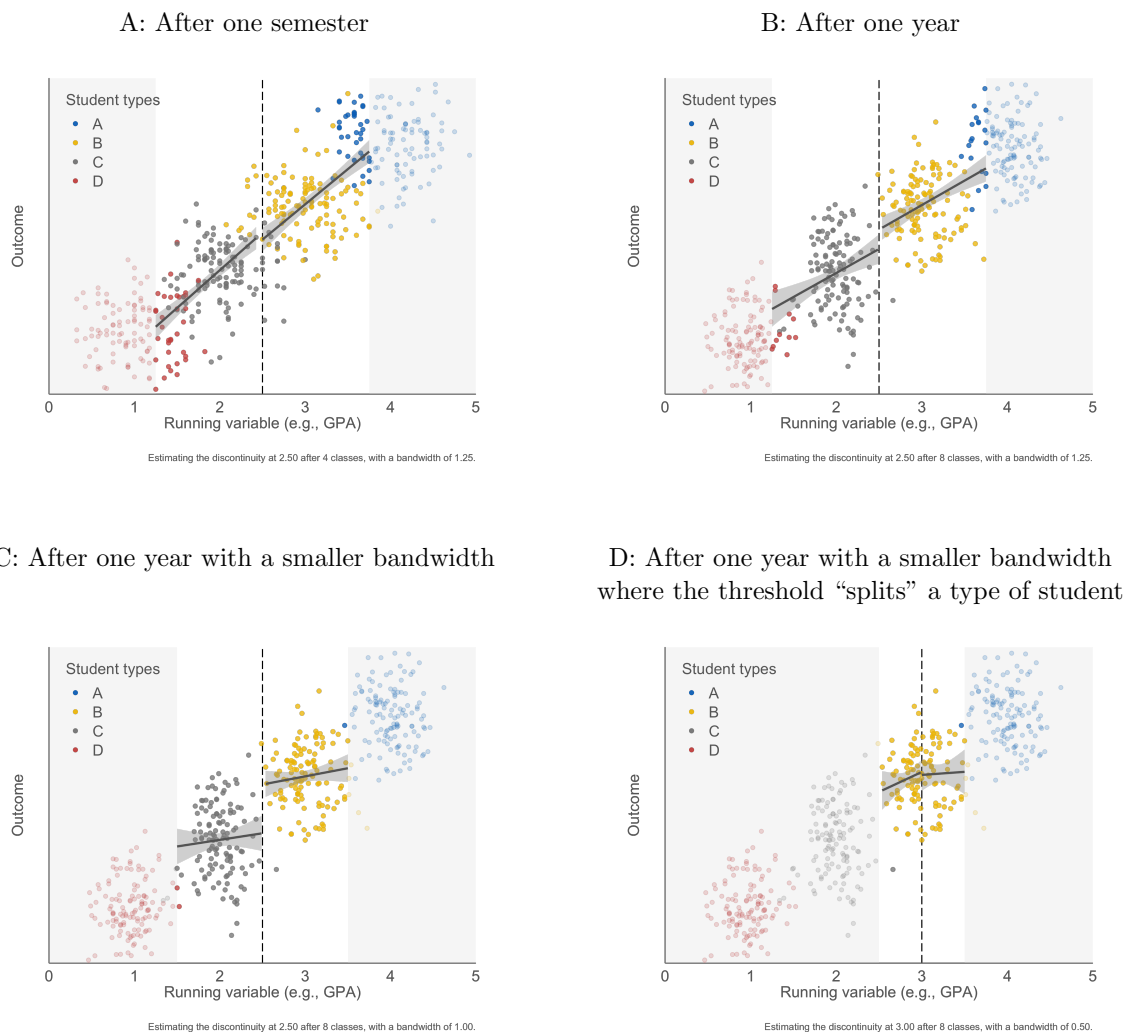 A: After one semester
Student types
A
B
C
D
Outcome
0 1 2 3 4 5
Running variable (e.g., GPA)
Estimating the discontinuity at 2.50 after 4 classes, with a bandwidth of 1.25.
B: After one year
Student types
A
B
C
D
Outcome
0 1 2 3 4 5
Running variable (e.g., GPA)
Estimating the discontinuity at 2.50 after 8 classes, with a bandwidth of 1.25.
C: After one year with a smaller bandwidth
Student types
A
B
C
D
Outcome
0 1 2 3 4 5
Running variable (e.g., GPA)
Estimating the discontinuity at 2.50 after 8 classes, with a bandwidth of 1.00.
D: After one year with a smaller bandwidth
where the threshold “splits” a type of student
Student types
A
B
C
D
Outcome
0 1 2 3 4 5
Running variable (e.g., GPA)
Estimating the discontinuity at 3.00 after 8 classes, with a bandwidth of 0.50.